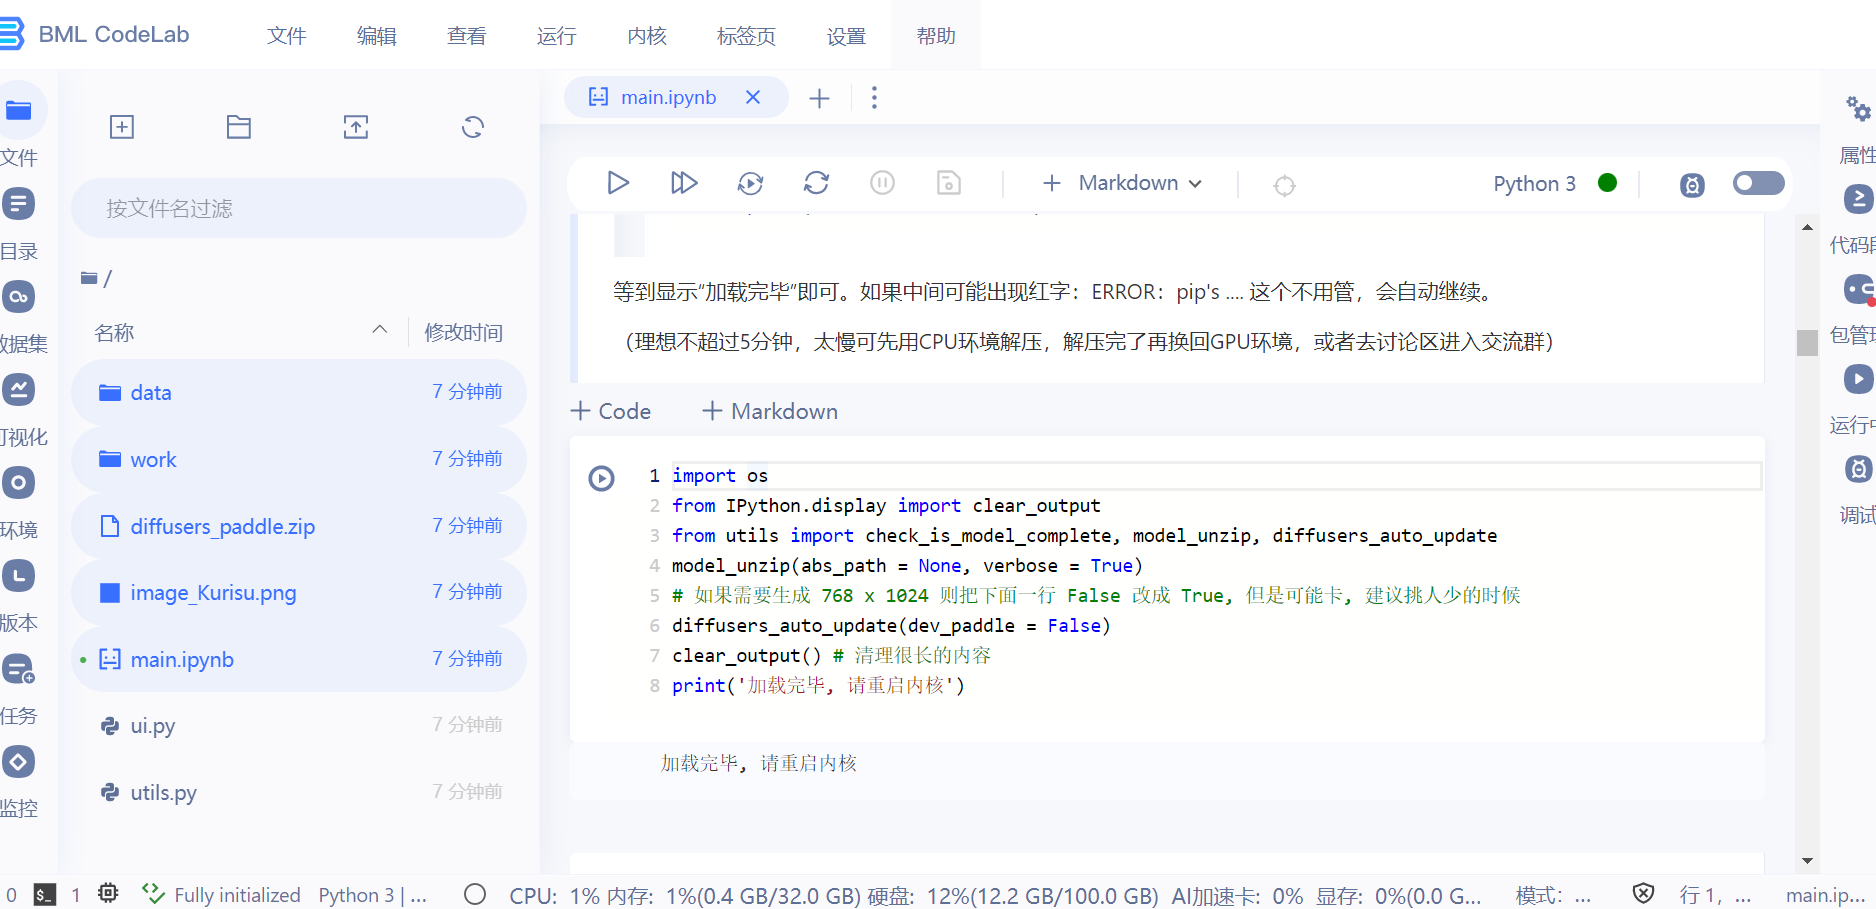 BML CodeLab
文件 编辑 查看 运行 内核 标签页 设置 帮助
文件
目录
数据集
可视化
环境
版本
任务
监控
按文件名过滤
/
名称 修改时间
data 7 分钟前
work 7 分钟前
diffusers_paddle.zip 7 分钟前
image_Kurisu.png 7 分钟前
main.ipynb 7 分钟前
ui.py 7 分钟前
utils.py 7 分钟前
main.ipynb
Markdown Python 3
等到显示“加载完毕”即可。如果中间可能出现红字：ERROR：pip's .... 这个不用管，会自动继续。
（理想不超过5分钟，太慢可先用CPU环境解压，解压完了再换回GPU环境，或者去讨论区进入交流群）
+ Code + Markdown
1 import os
2 from IPython.display import clear_output
3 from utils import check_is_model_complete, model_unzip, diffusers_auto_update
4 model_unzip(abs_path = None, verbose = True)
5 # 如果需要生成 768 x 1024 则把下面一行 False 改成 True, 但是可能卡, 建议挑人少的时候
6 diffusers_auto_update(dev_paddle = False)
7 clear_output() # 清理很长的内容
8 print('加载完毕, 请重启内核')
加载完毕, 请重启内核
属性
代码段
包管
运行中
调试
0 $_ 1 Fully initialized Python 3 | ... CPU: 1% 内存: 1%(0.4 GB/32.0 GB) 硬盘: 12%(12.2 GB/100.0 GB) AI加速卡: 0% 显存: 0%(0.0 G... 模式: ... 行 1, ... main.ip...